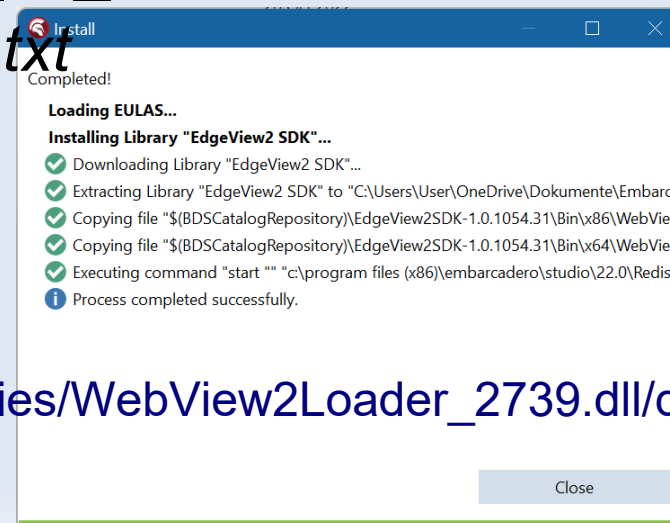 Install
txt
Completed!
Loading EULAS...
Installing Library "EdgeView2 SDK"...
Downloading Library "EdgeView2 SDK"...
Extracting Library "EdgeView2 SDK" to "C:\Users\User\OneDrive\Dokumente\Embarc
Copying file "$(BDSCatalogRepository)\EdgeView2SDK-1.0.1054.31\Bin\x86\WebVie
Copying file "$(BDSCatalogRepository)\EdgeView2SDK-1.0.1054.31\Bin\x64\WebVie
Executing command "start "" "c:\program files (x86)\embarcadero\studio\22.0\Redis
Process completed successfully.
ies/WebView2Loader_2739.dll/c
Close